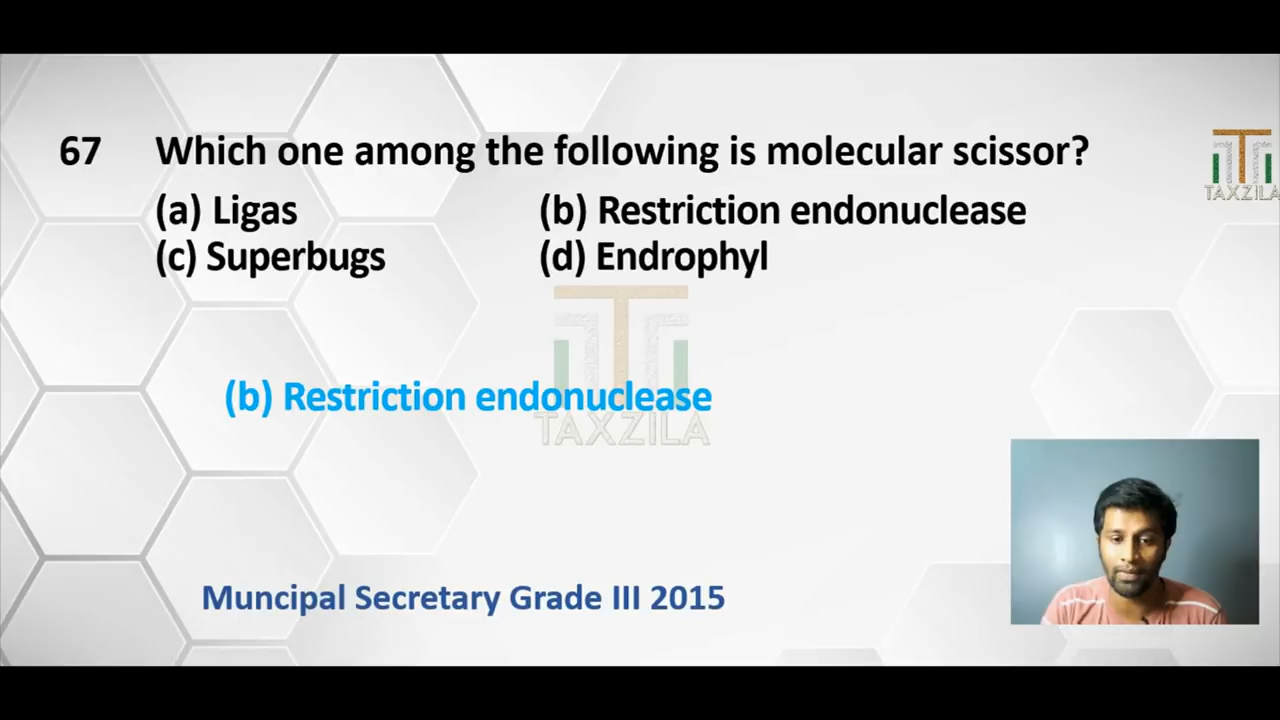 67 Which one among the following is molecular scissor?
(a) Ligas (b) Restriction endonuclease
(c) Superbugs (d) Endrophyl
TAXZILA
(b) Restriction endonuclease
TAXZILA
Muncipal Secretary Grade III 2015